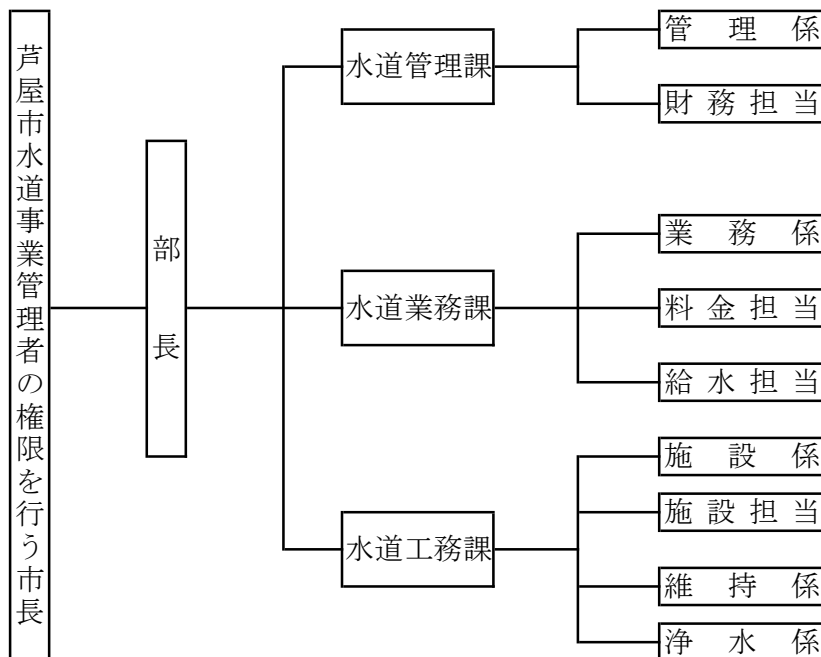 芦屋市水道事業管理者の権限を行う市長
部長
水道管理課
管理係
財務担当
水道業務課
業務係
料金担当
給水担当
水道工務課
施設係
施設担当
維持係
浄水係